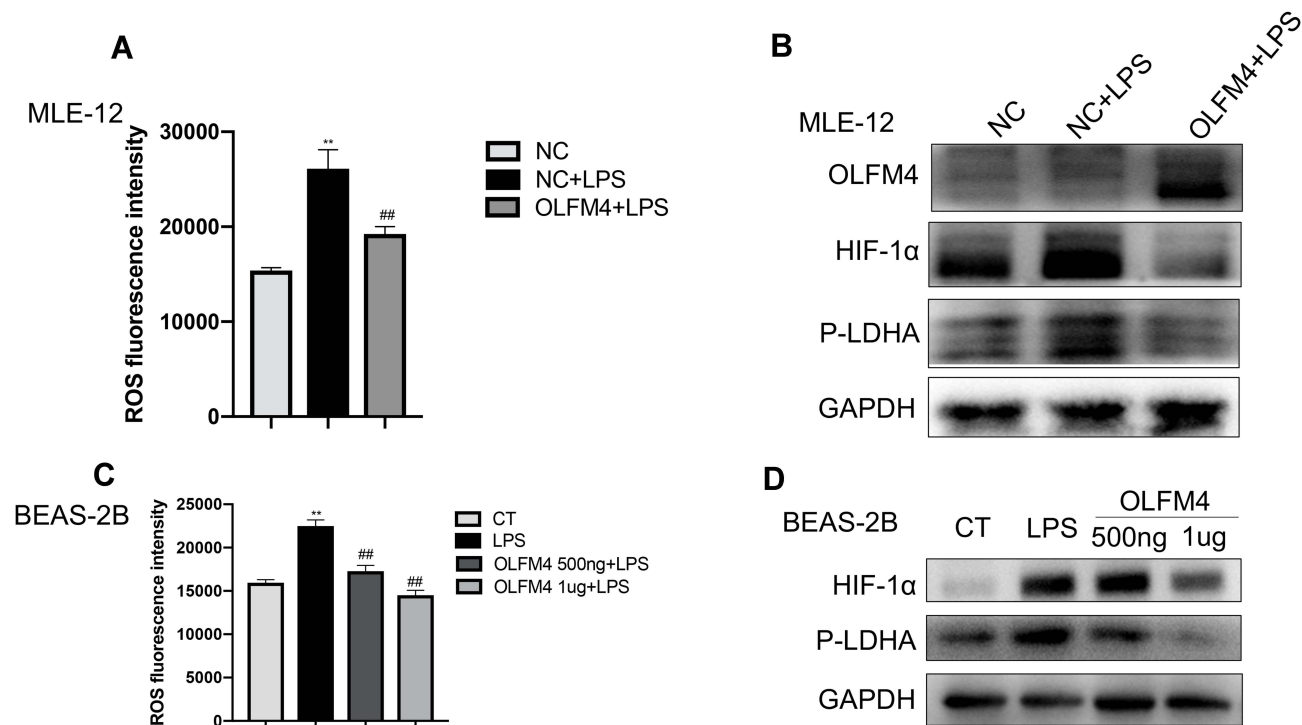 A
MLE-12
ROS fluorescence intensity
30000
20000
10000
0
**
##
NC
NC+LPS
OLFM4+LPS
B
MLE-12
NC
NC+LPS
OLFM4+LPS
OLFM4
HIF-1α
P-LDHA
GAPDH
C
BEAS-2B
ROS fluorescence intensity
25000
20000
15000
10000
5000
0
**
##
##
CT
LPS
OLFM4 500ng+LPS
OLFM4 1ug+LPS
D
BEAS-2B
CT
LPS
OLFM4
500ng 1ug
HIF-1α
P-LDHA
GAPDH